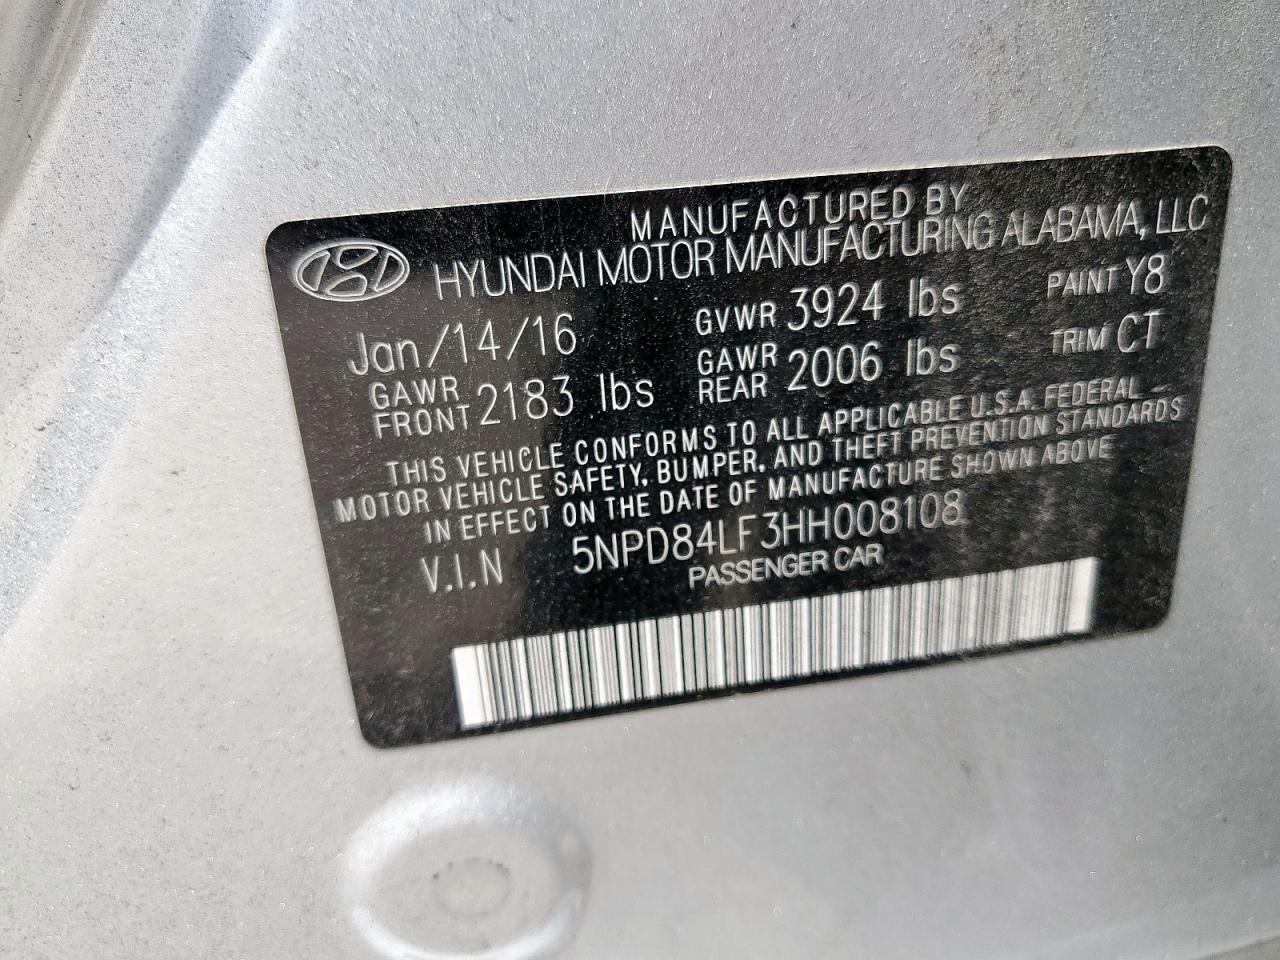 MANUFACTURED BY
HYUNDAI MOTOR MANUFACTURING ALABAMA, LLC
Jan/14/16 GVWR 3924 lbs PAINT Y8
GAWR FRONT 2183 lbs GAWR REAR 2006 lbs TRIM CT
THIS VEHICLE CONFORMS TO ALL APPLICABLE U.S.A. FEDERAL
MOTOR VEHICLE SAFETY, BUMPER, AND THEFT PREVENTION STANDARDS
IN EFFECT ON THE DATE OF MANUFACTURE SHOWN ABOVE
V.I.N 5NPD84LF3HH008108
PASSENGER CAR